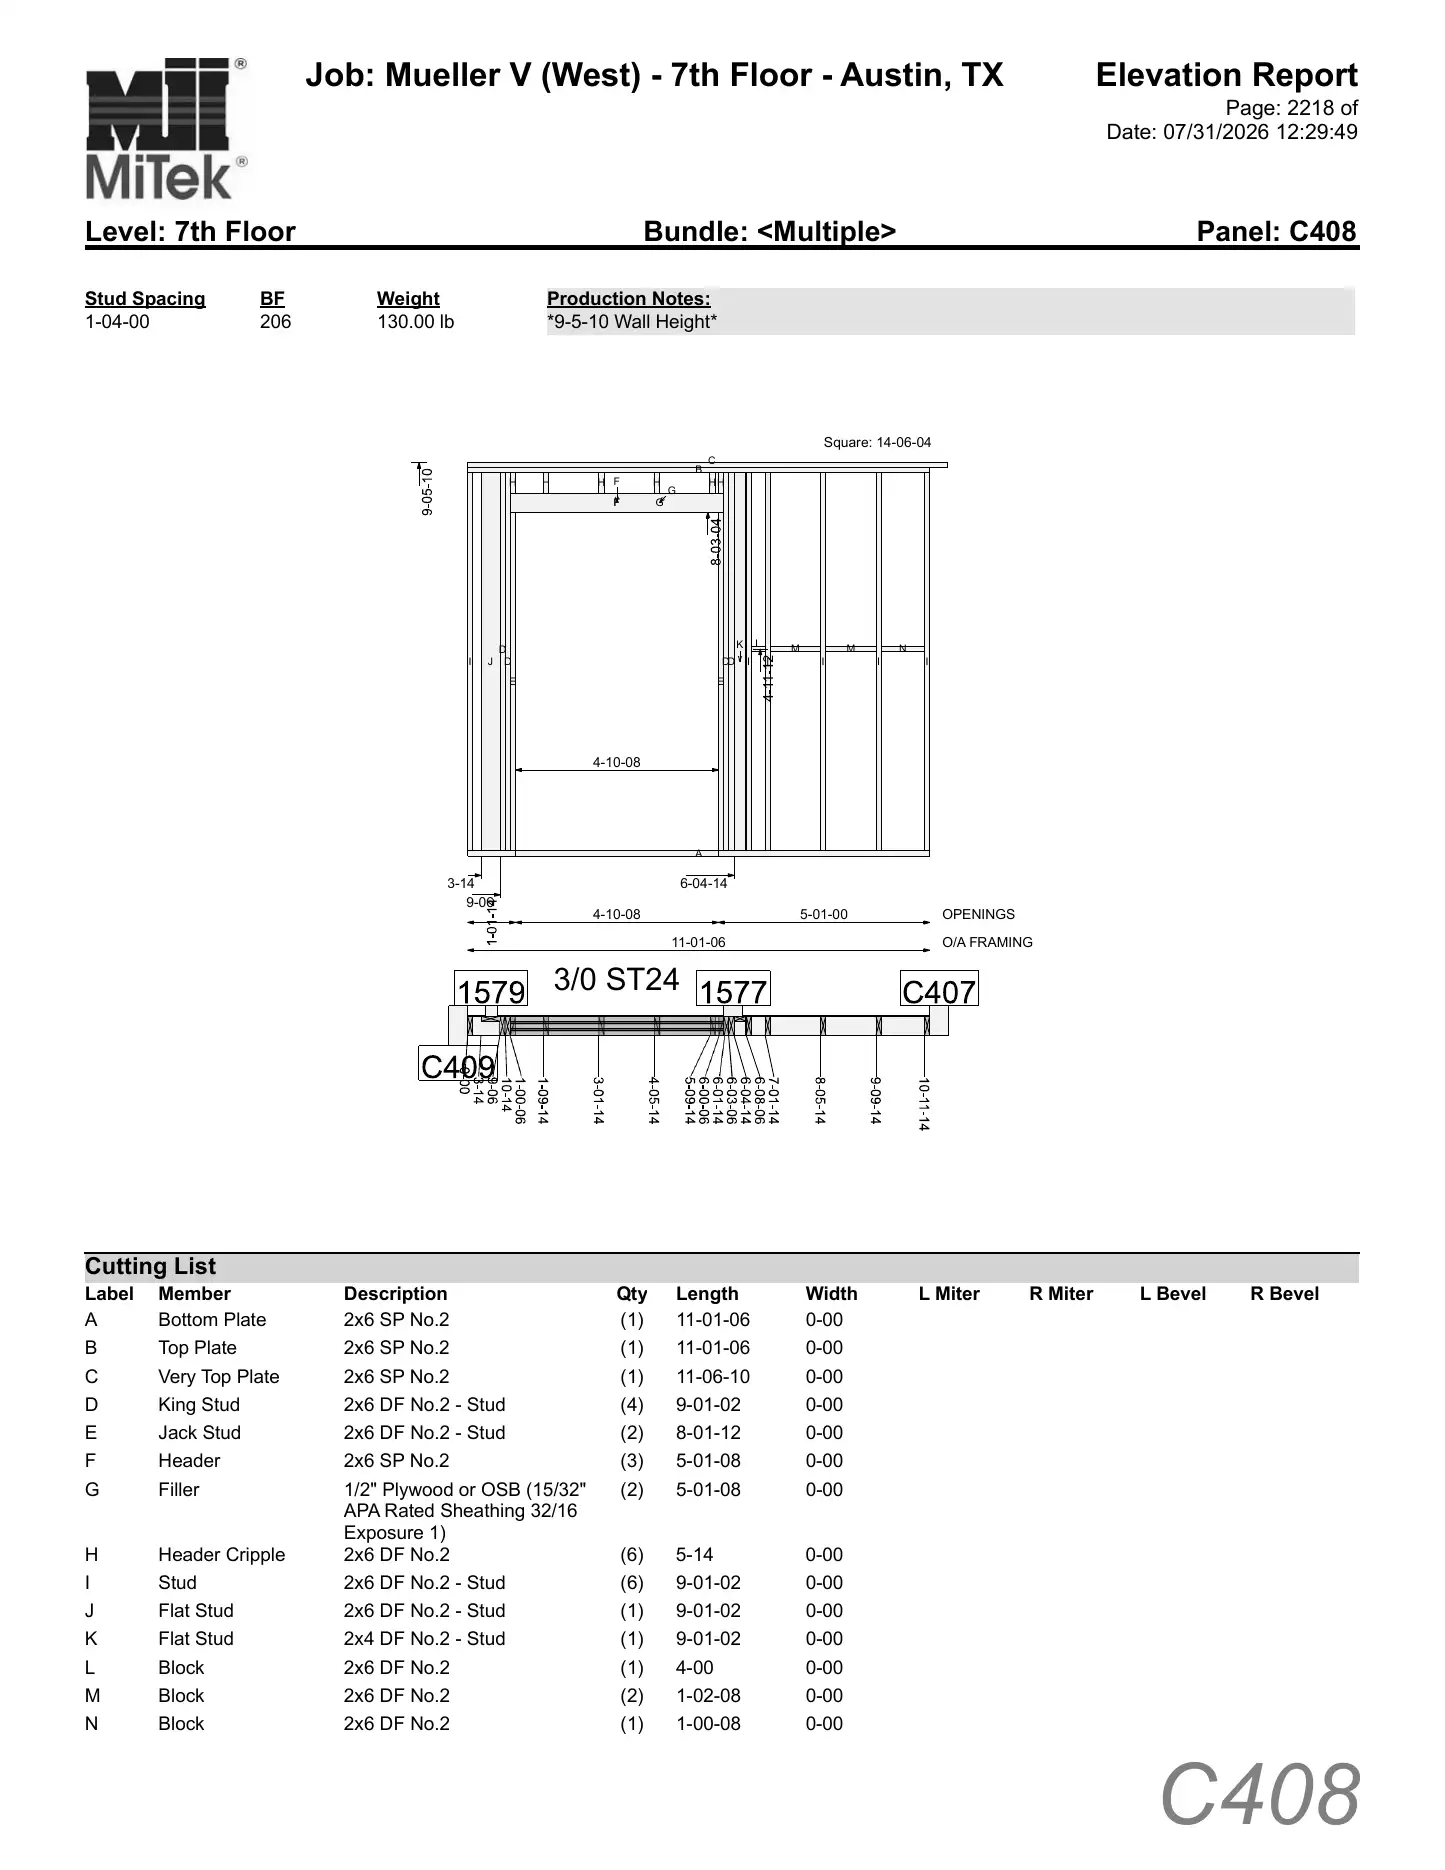 MiTek®
Job: Mueller V (West) - 7th Floor - Austin, TX
Elevation Report
Page: 2218 of
Date: 07/31/2026 12:29:49
Level: 7th Floor Bundle: <Multiple> Panel: C408
Stud Spacing BF Weight Production Notes:
1-04-00 206 130.00 lb *9-5-10 Wall Height*
Square: 14-06-04
C
B
9-05-10
H H H F H H H
G
F G
8-03-04
D K L M M N
I J D D D I I I I
4-11-12
E E
4-10-08
A
3-14 6-04-14
9-06
1-01-14
4-10-08 5-01-00 OPENINGS
11-01-06 O/A FRAMING
1579 3/0 ST24 1577 C407
C409
0-00 3-14 9-06 10-14 1-00-06 1-09-14 3-01-14 4-05-14 5-09-14 6-00-06 6-01-14 6-03-06 6-04-14 6-08-06 7-01-14 8-05-14 9-09-14 10-11-14
Cutting List
Label Member Description Qty Length Width L Miter R Miter L Bevel R Bevel
A Bottom Plate 2x6 SP No.2 (1) 11-01-06 0-00
B Top Plate 2x6 SP No.2 (1) 11-01-06 0-00
C Very Top Plate 2x6 SP No.2 (1) 11-06-10 0-00
D King Stud 2x6 DF No.2 - Stud (4) 9-01-02 0-00
E Jack Stud 2x6 DF No.2 - Stud (2) 8-01-12 0-00
F Header 2x6 SP No.2 (3) 5-01-08 0-00
G Filler 1/2" Plywood or OSB (15/32" (2) 5-01-08 0-00
APA Rated Sheathing 32/16
Exposure 1)
H Header Cripple 2x6 DF No.2 (6) 5-14 0-00
I Stud 2x6 DF No.2 - Stud (6) 9-01-02 0-00
J Flat Stud 2x6 DF No.2 - Stud (1) 9-01-02 0-00
K Flat Stud 2x4 DF No.2 - Stud (1) 9-01-02 0-00
L Block 2x6 DF No.2 (1) 4-00 0-00
M Block 2x6 DF No.2 (2) 1-02-08 0-00
N Block 2x6 DF No.2 (1) 1-00-08 0-00
C408